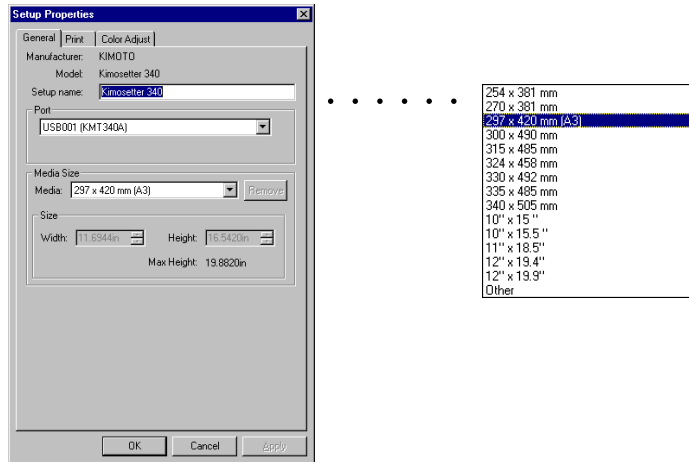 Setup Properties
General Print Color Adjust
Manufacturer: KIMOTO
Model: Kimosetter 340
Setup name: Kimosetter 340
Port
USB001 (KMT340A)
Media Size
Media: 297 x 420 mm (A3) Remove
Size
Width: 11.6944in Height: 16.5420in
Max Height: 19.8820in
OK Cancel Apply
254 x 381 mm
270 x 381 mm
297 x 420 mm (A3)
300 x 490 mm
315 x 485 mm
324 x 458 mm
330 x 492 mm
335 x 485 mm
340 x 505 mm
10" x 15 "
10" x 15.5 "
11" x 18.5"
12" x 19.4"
12" x 19.9"
Other